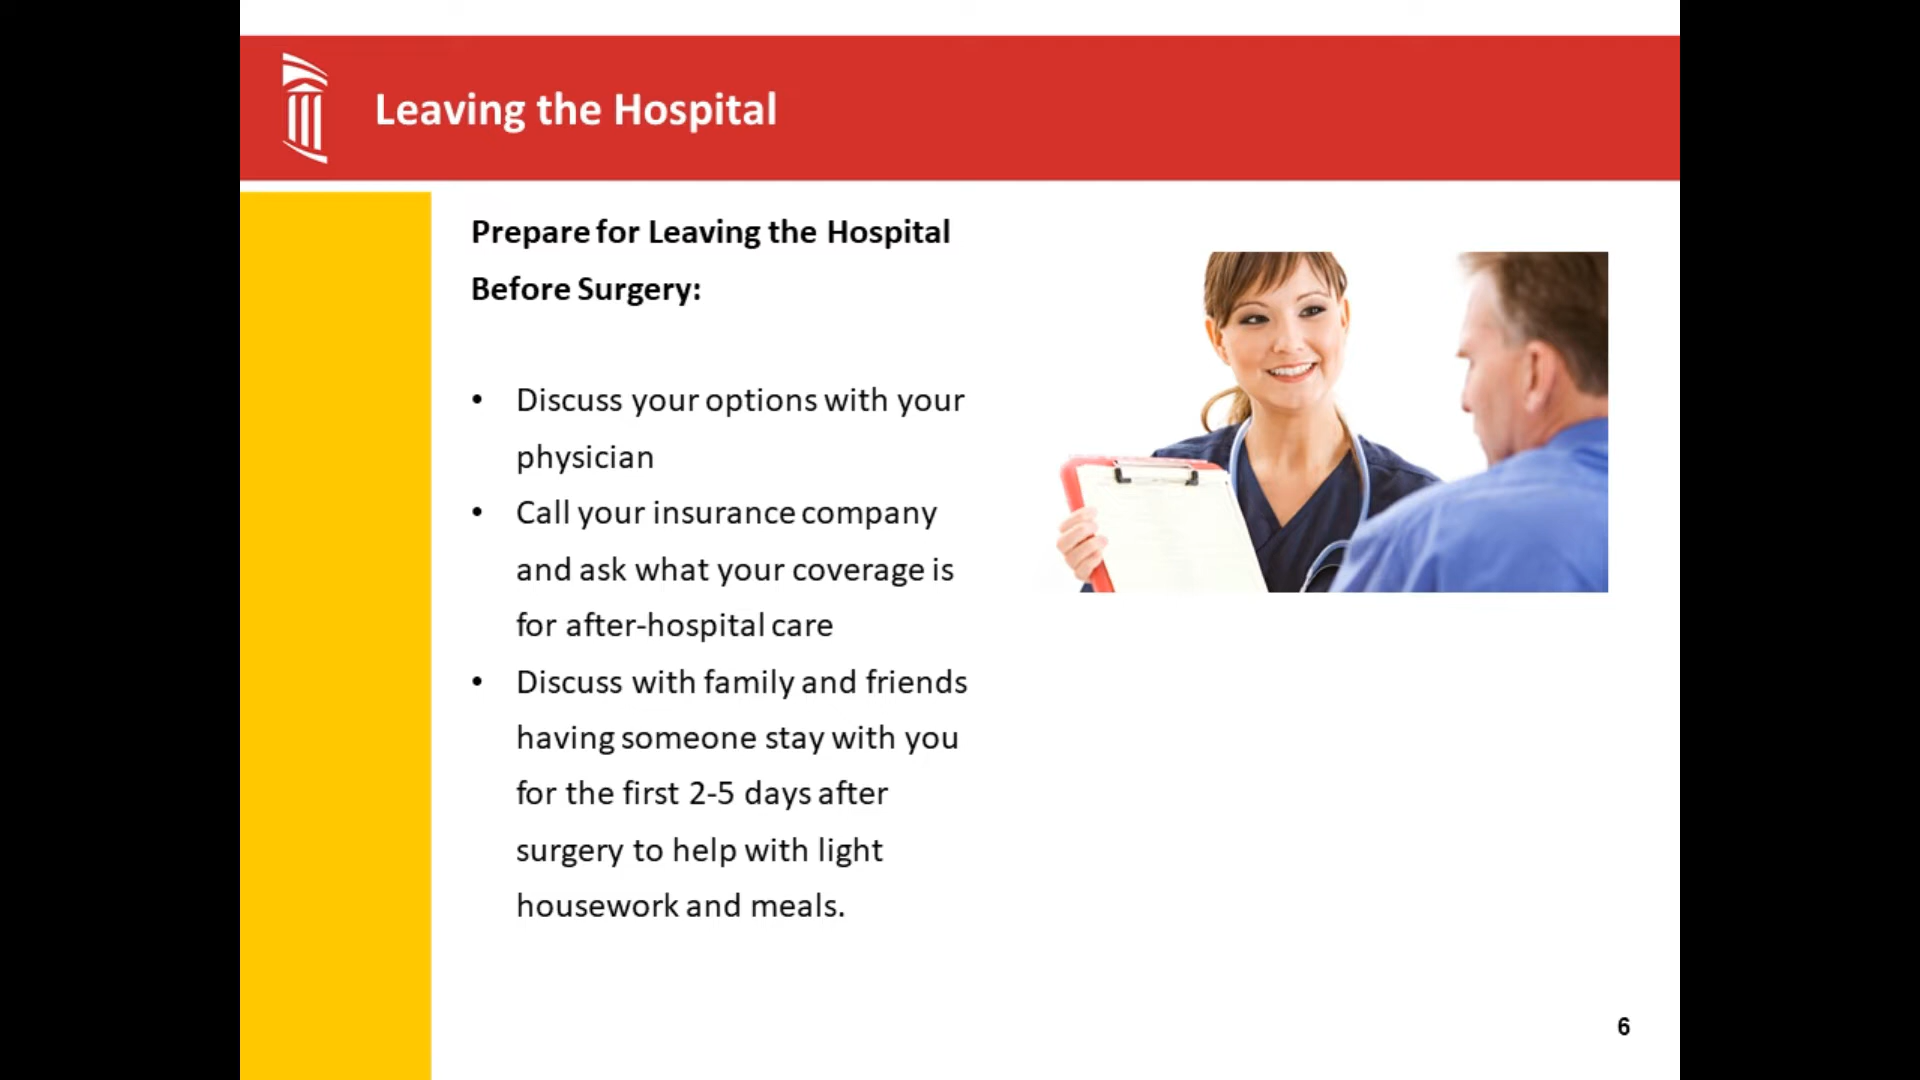 Leaving the Hospital
Prepare for Leaving the Hospital
Before Surgery:
• Discuss your options with your
physician
• Call your insurance company
and ask what your coverage is
for after-hospital care
• Discuss with family and friends
having someone stay with you
for the first 2-5 days after
surgery to help with light
housework and meals.
6